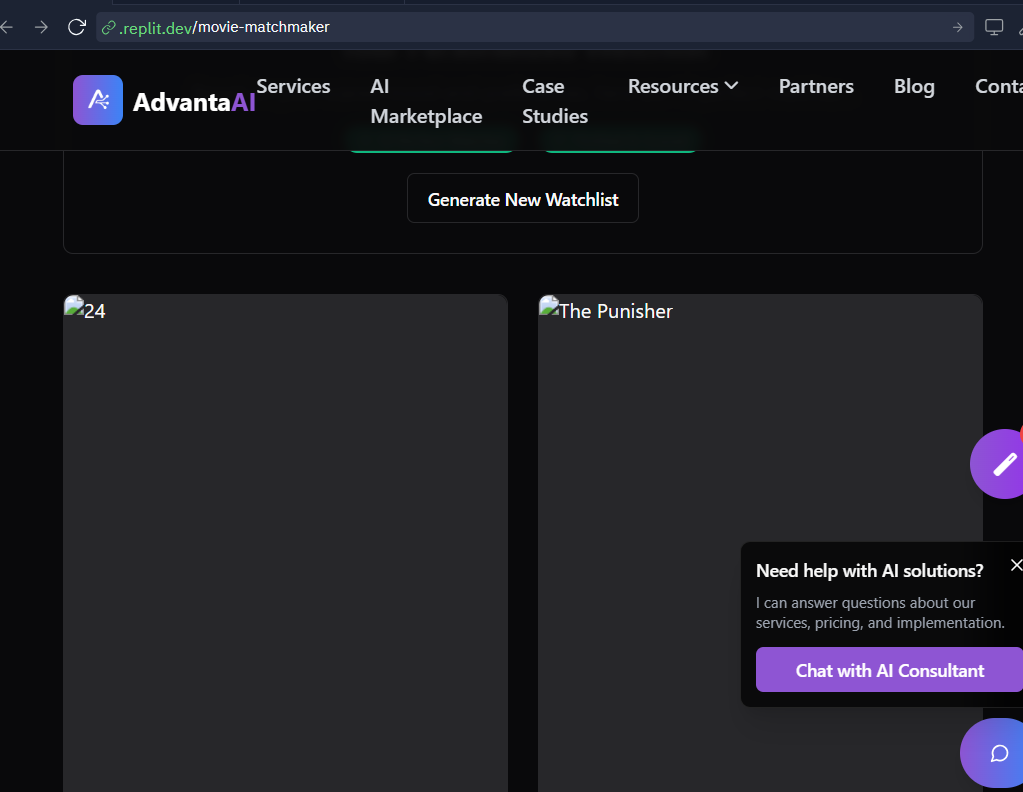 .replit.dev/movie-matchmaker
AdvantaAI
Services
AI
Marketplace
Case
Studies
Resources
Partners
Blog
Generate New Watchlist
24
The Punisher
Need help with AI solutions?
I can answer questions about our
services, pricing, and implementation.
Chat with AI Consultant